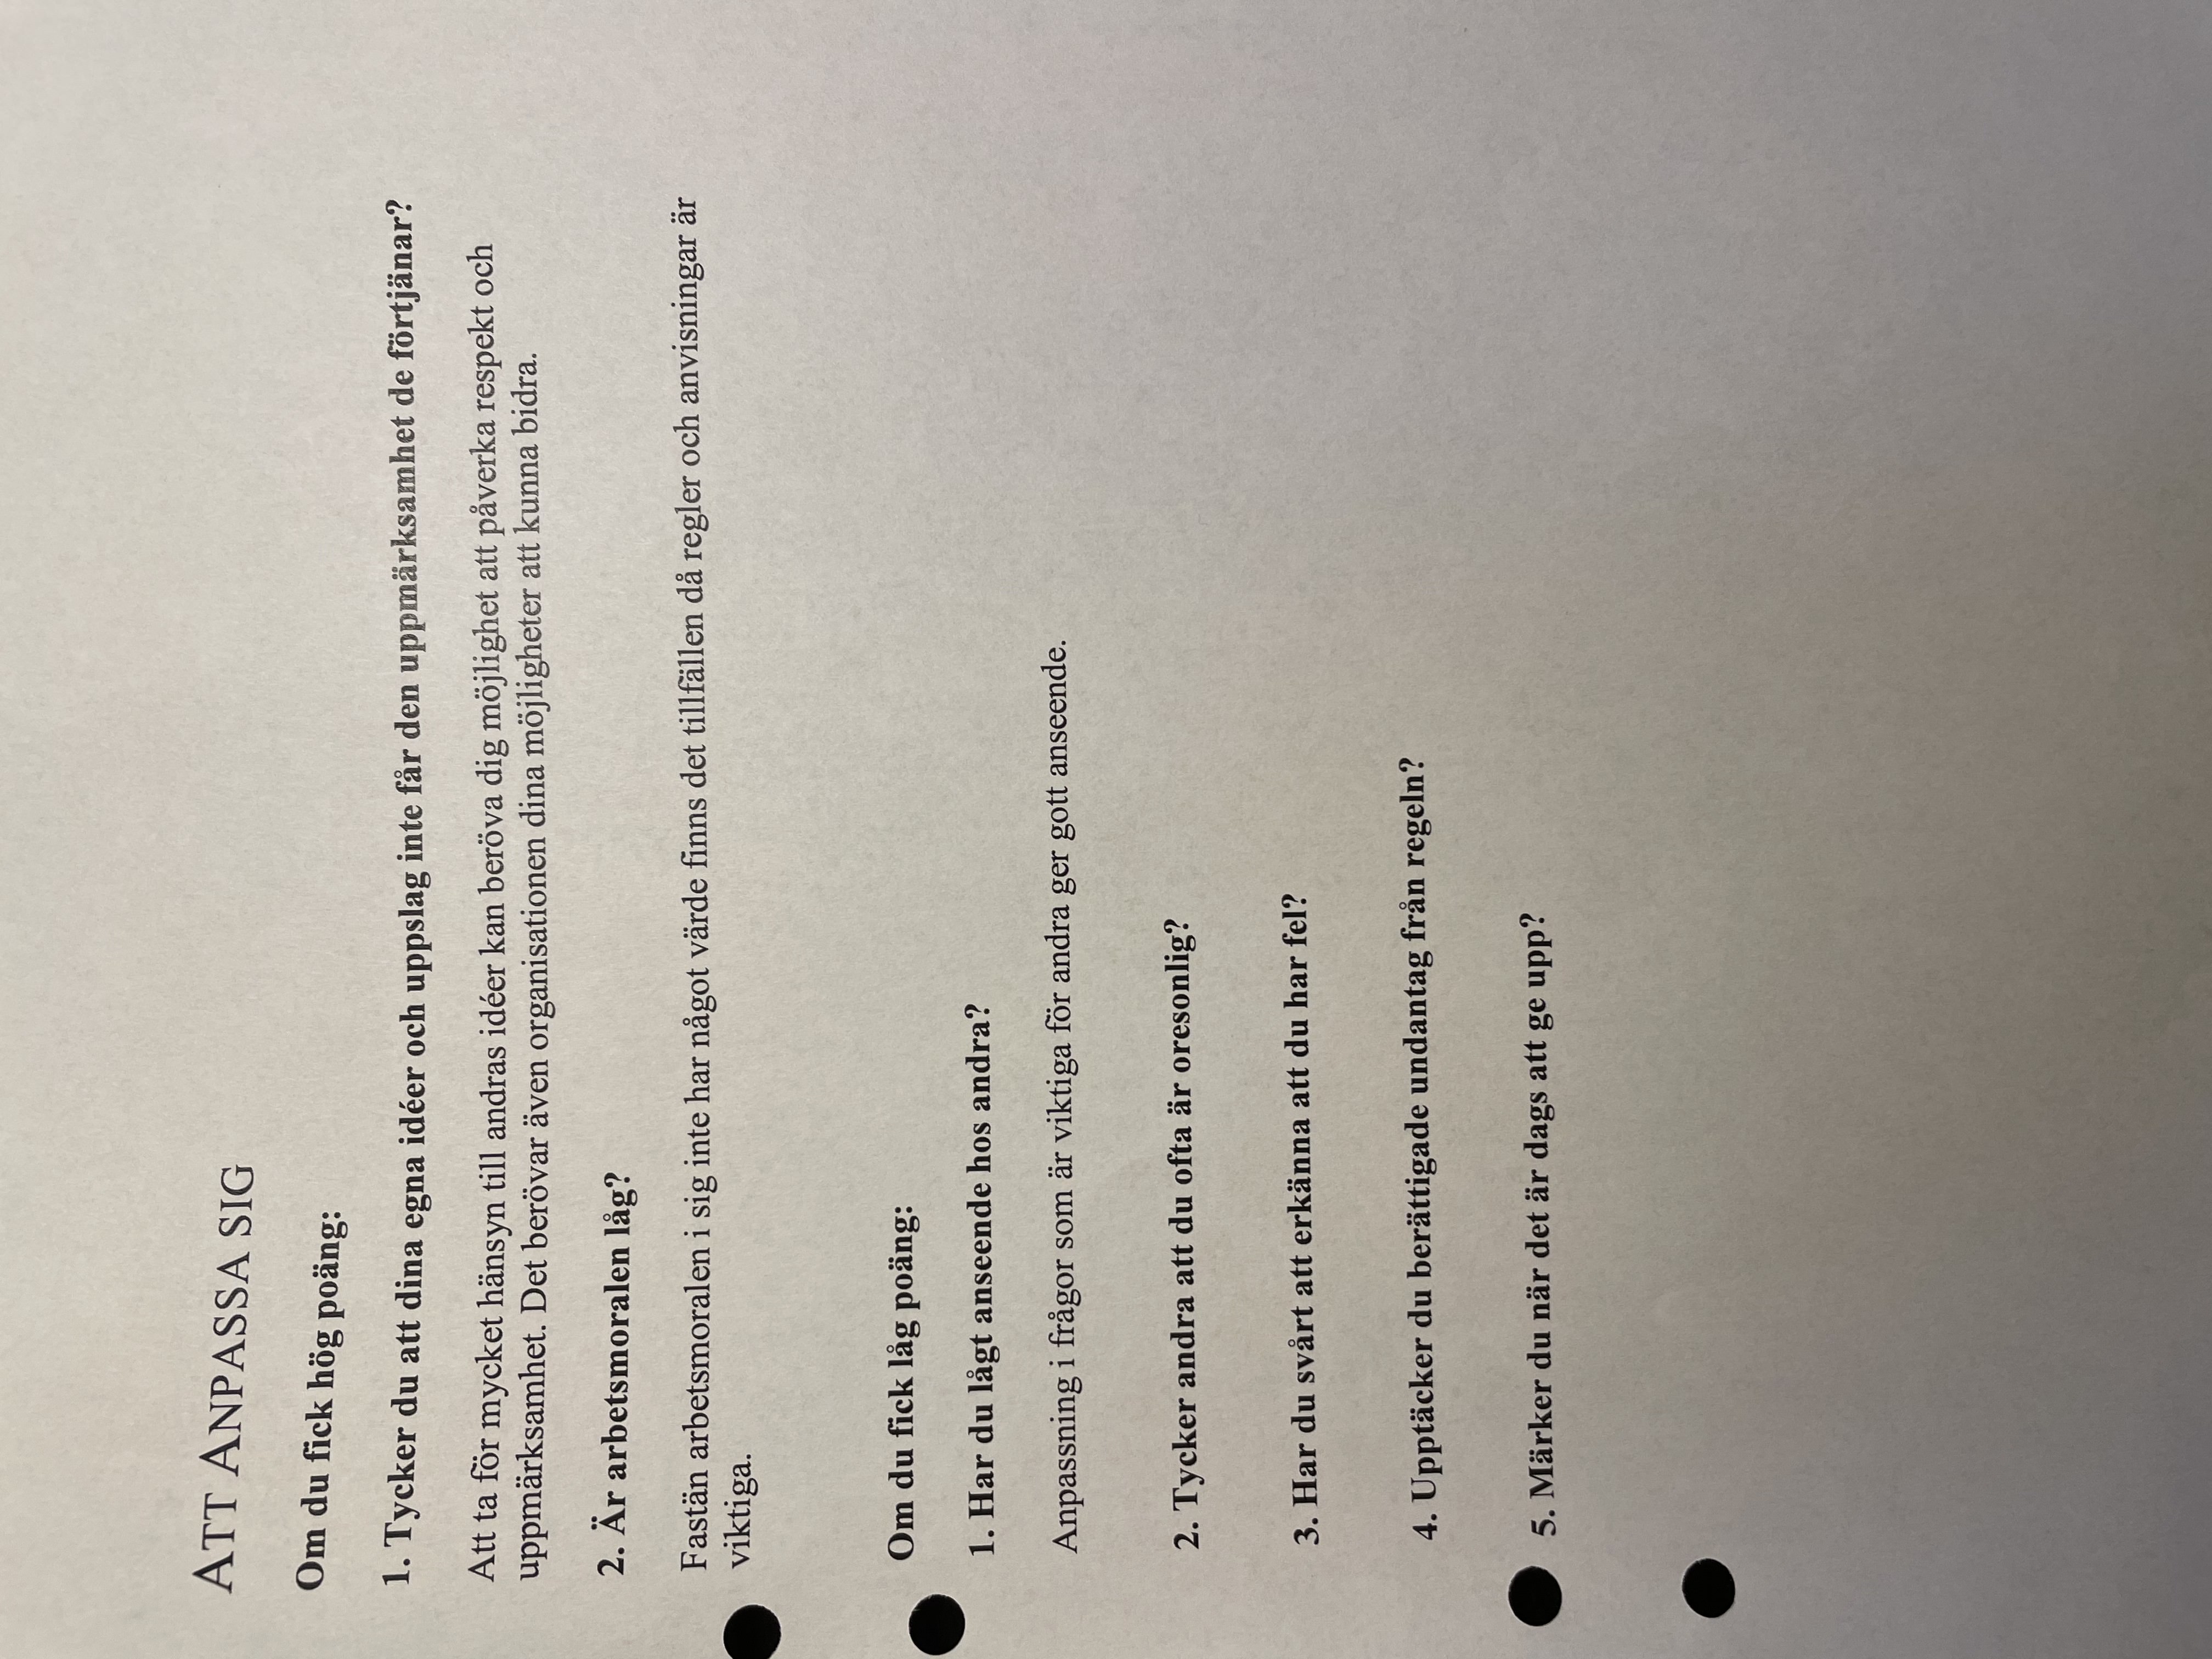 ATT ANPASSA SIG
Om du fick hög poäng:
1. Tycker du att dina egna idéer och uppslag inte får den uppmärksamhet de förtjänar?
Att ta för mycket hänsyn till andras idéer kan beröva dig möjlighet att påverka respekt och
uppmärksamhet. Det berövar även organisationen dina möjligheter att kunna bidra.
2. Är arbetsmoralen låg?
Fastän arbetsmoralen i sig inte har något värde finns det tillfällen då regler och anvisningar är
viktiga.
Om du fick låg poäng:
1. Har du lågt anseende hos andra?
Anpassning i frågor som är viktiga för andra ger gott anseende.
2. Tycker andra att du ofta är oresonlig?
3. Har du svårt att erkänna att du har fel?
4. Upptäcker du berättigade undantag från regeln?
5. Märker du när det är dags att ge upp?